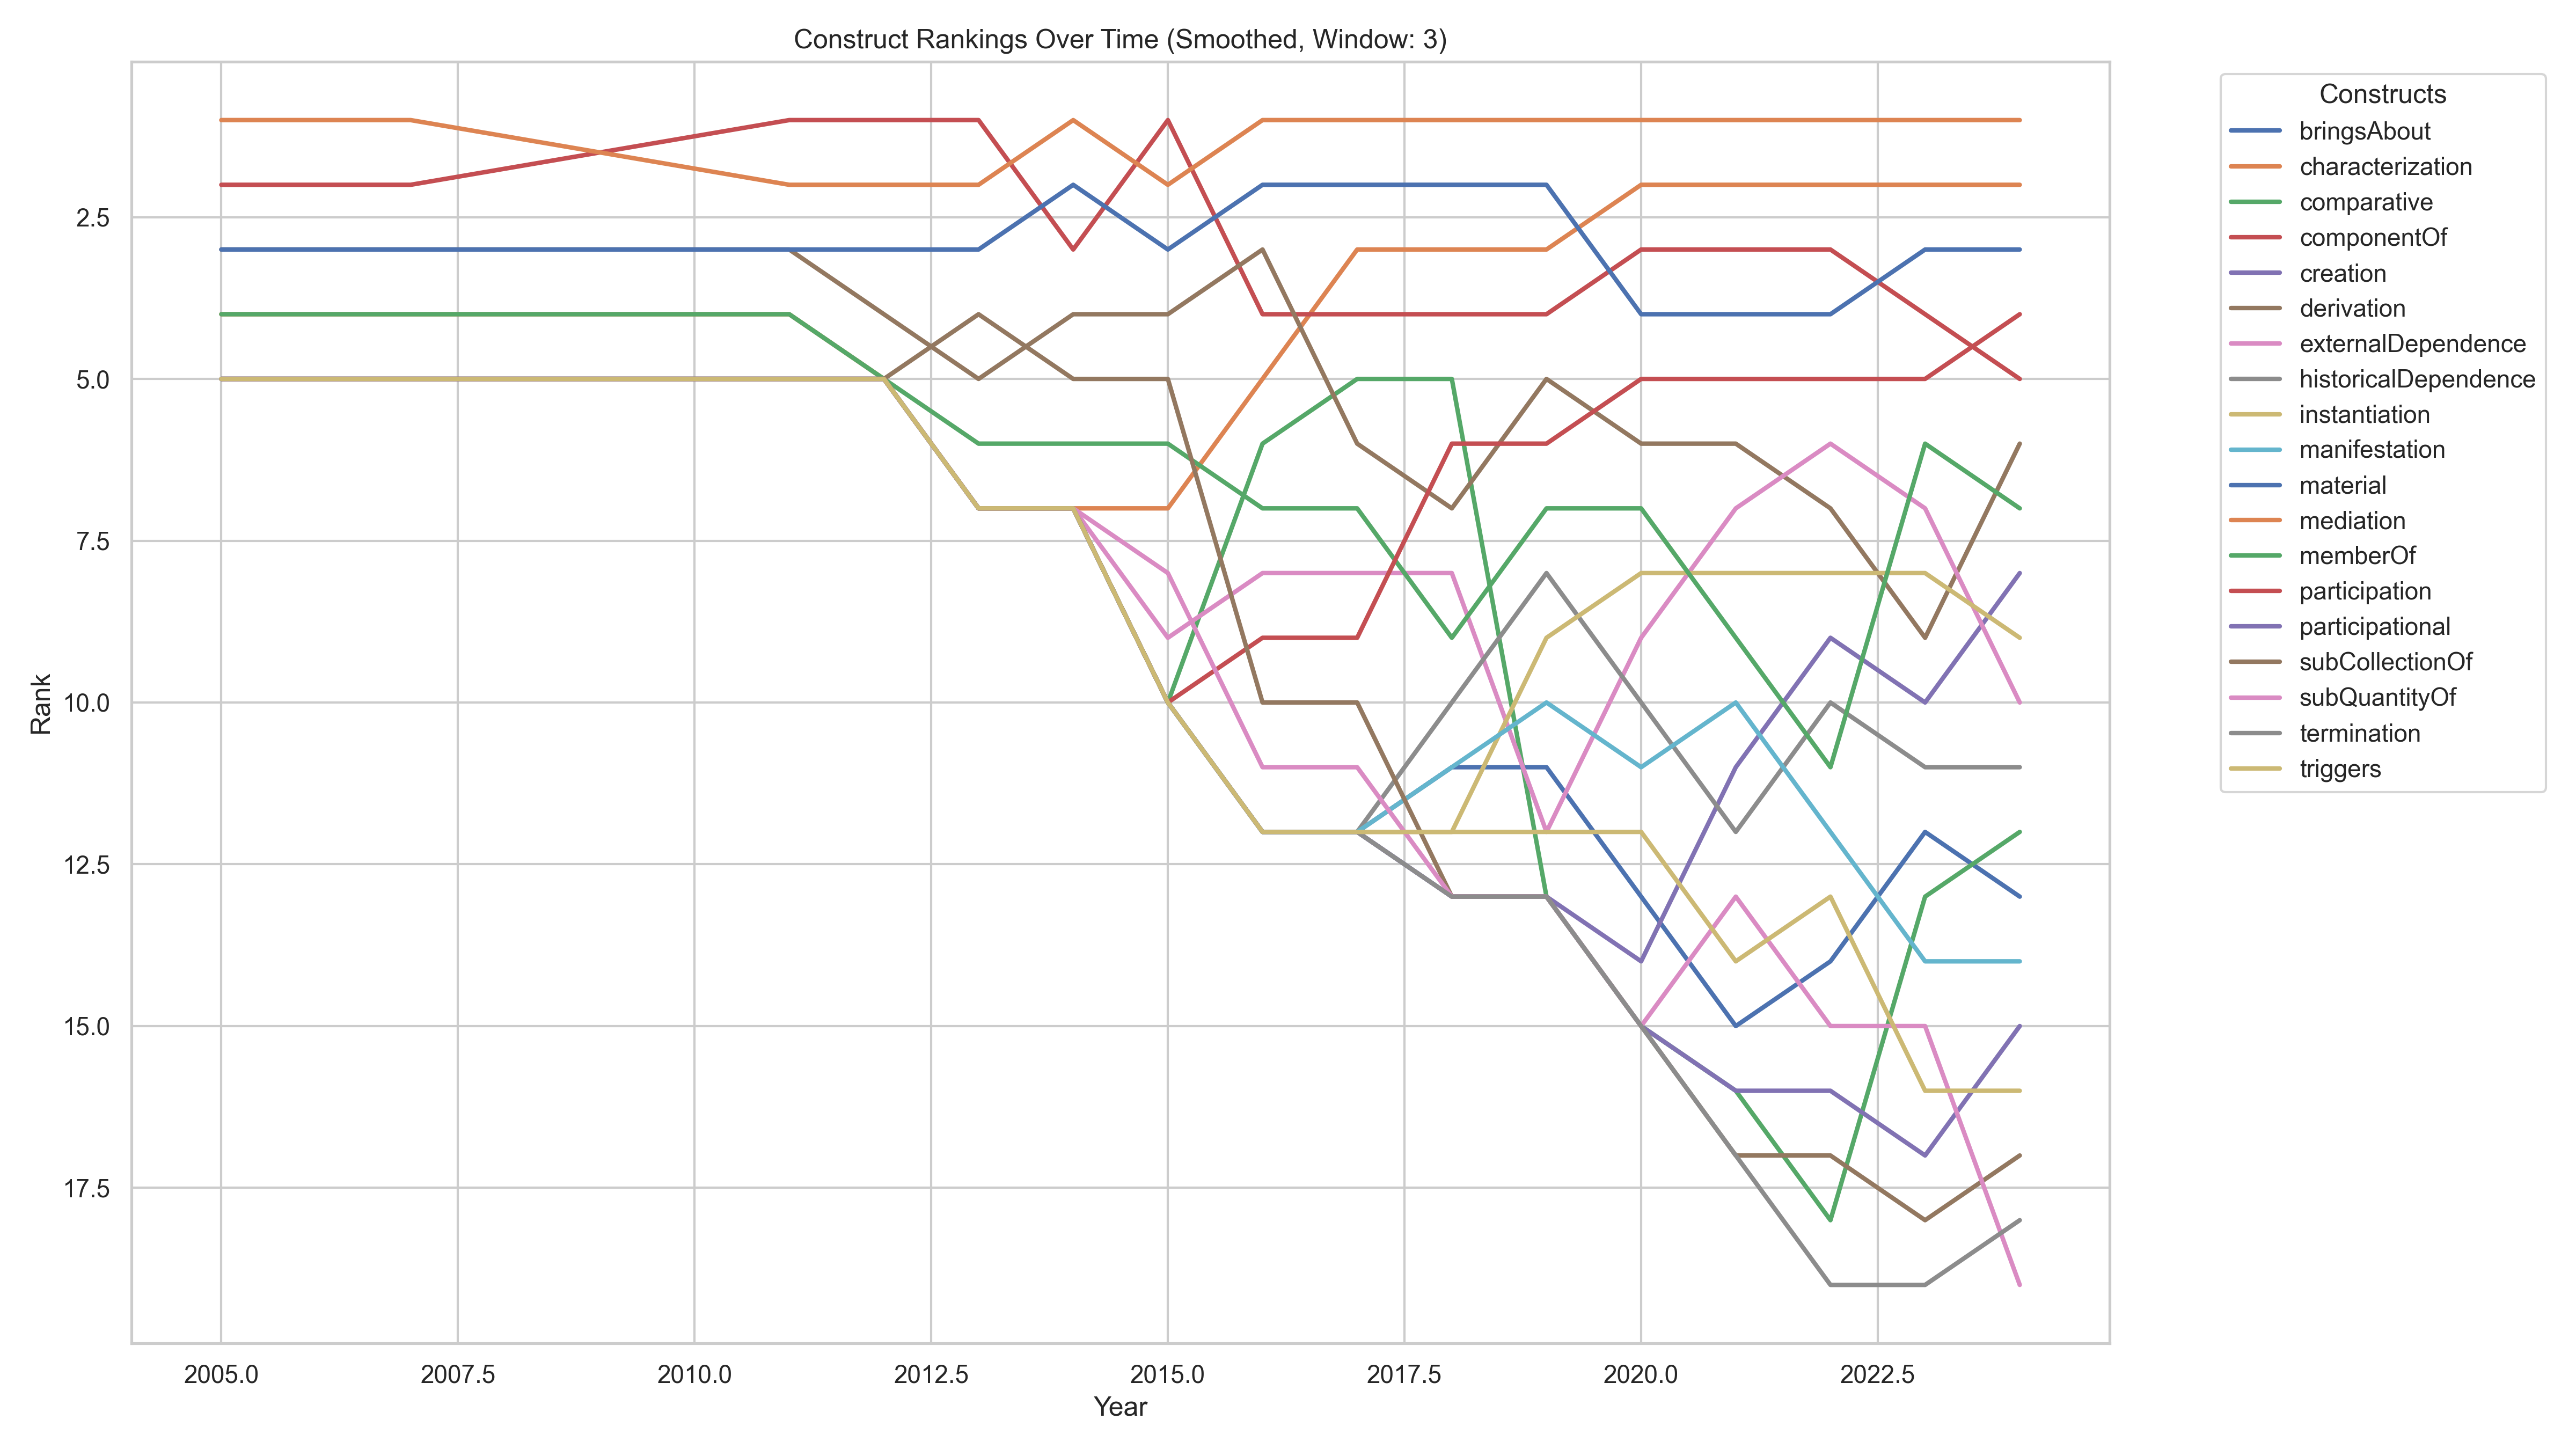 Construct Rankings Over Time (Smoothed, Window: 3)
Rank
2.5
5.0
7.5
10.0
12.5
15.0
17.5
2005.0
2007.5
2010.0
2012.5
2015.0
2017.5
2020.0
2022.5
Year
Constructs
bringsAbout
characterization
comparative
componentOf
creation
derivation
externalDependence
historicalDependence
instantiation
manifestation
material
mediation
memberOf
participation
participational
subCollectionOf
subQuantityOf
termination
triggers